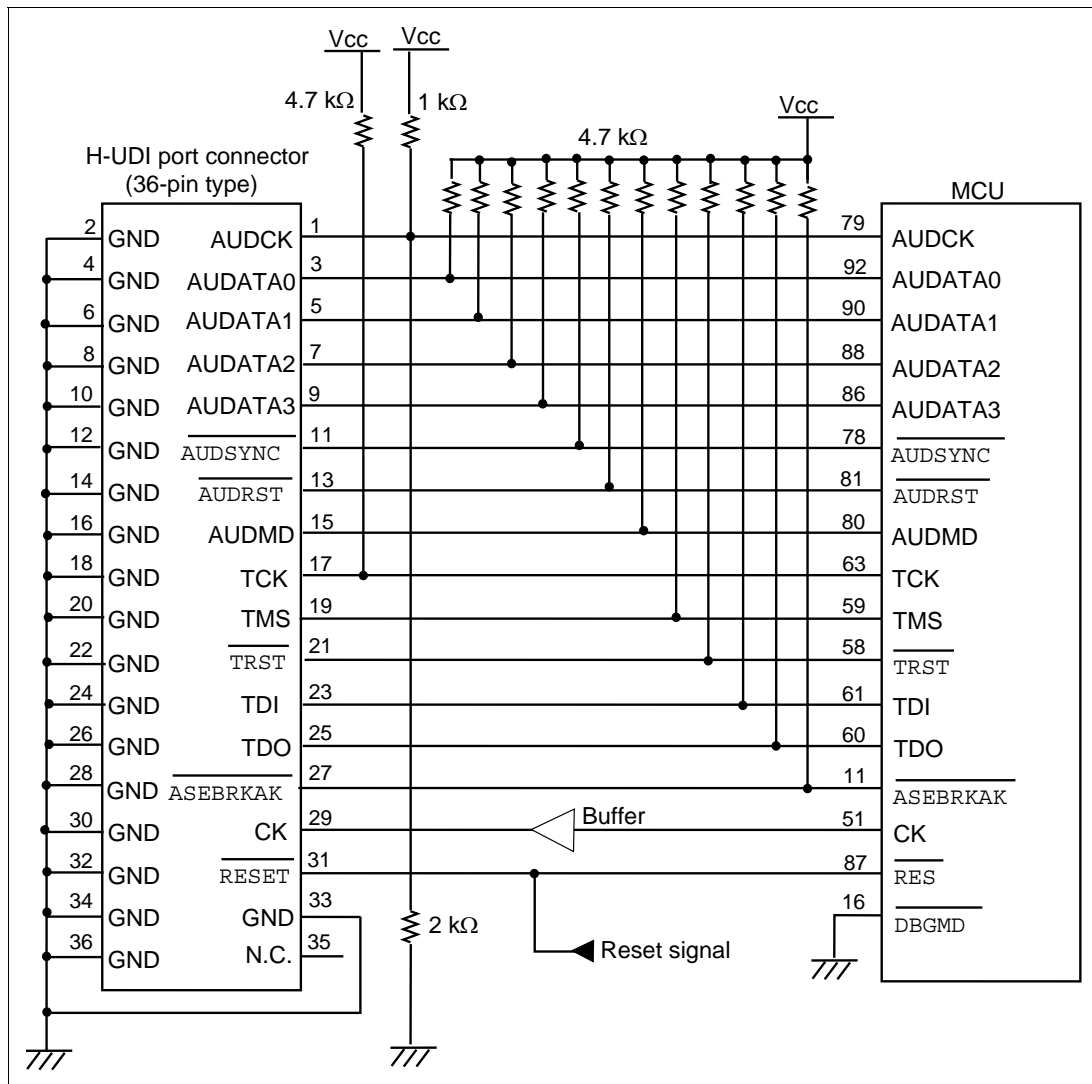 Vcc Vcc
4.7 kΩ 1 kΩ Vcc
4.7 kΩ
H-UDI port connector
(36-pin type) MCU
2 GND AUDCK 1 79 AUDCK
4 GND AUDATA0 3 92 AUDATA0
6 GND AUDATA1 5 90 AUDATA1
8 GND AUDATA2 7 88 AUDATA2
10 GND AUDATA3 9 86 AUDATA3
12 GND AUDSYNC 11 78 AUDSYNC
14 GND AUDRST 13 81 AUDRST
16 GND AUDMD 15 80 AUDMD
18 GND TCK 17 63 TCK
20 GND TMS 19 59 TMS
22 GND TRST 21 58 TRST
24 GND TDI 23 61 TDI
26 GND TDO 25 60 TDO
28 GND ASEBRKAK 27 11 ASEBRKAK
30 GND CK 29 Buffer 51 CK
32 GND RESET 31 87 RES
34 GND GND 33 16 DBGMD
36 GND N.C. 35
2 kΩ
Reset signal